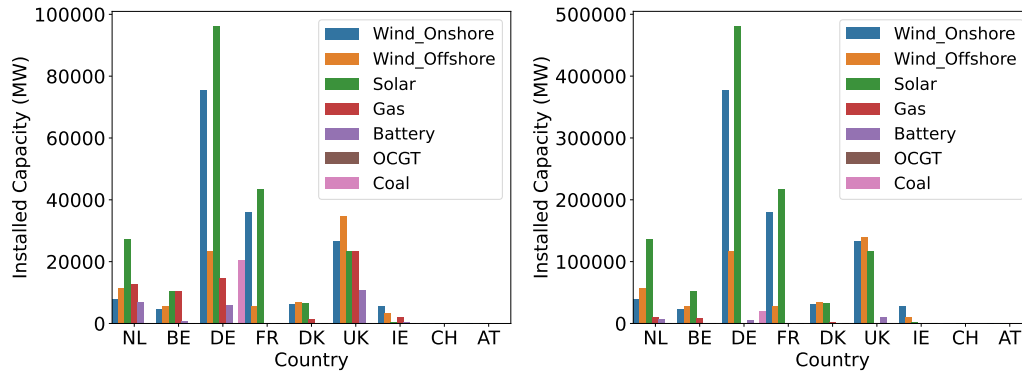 100000
80000
60000
40000
20000
0
Installed Capacity (MW)
Wind_Onshore
Wind_Offshore
Solar
Gas
Battery
OCGT
Coal
NL BE DE FR DK UK IE CH AT
Country
500000
400000
300000
200000
100000
0
Installed Capacity (MW)
Wind_Onshore
Wind_Offshore
Solar
Gas
Battery
OCGT
Coal
NL BE DE FR DK UK IE CH AT
Country